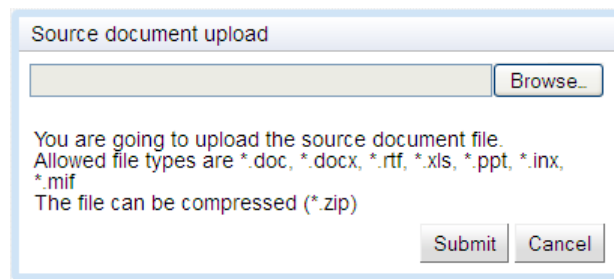 Source document upload
Browse...
You are going to upload the source document file.
Allowed file types are *.doc, *.docx, *.rtf, *.xls, *.ppt, *.inx,
*.mif
The file can be compressed (*.zip)
Submit Cancel